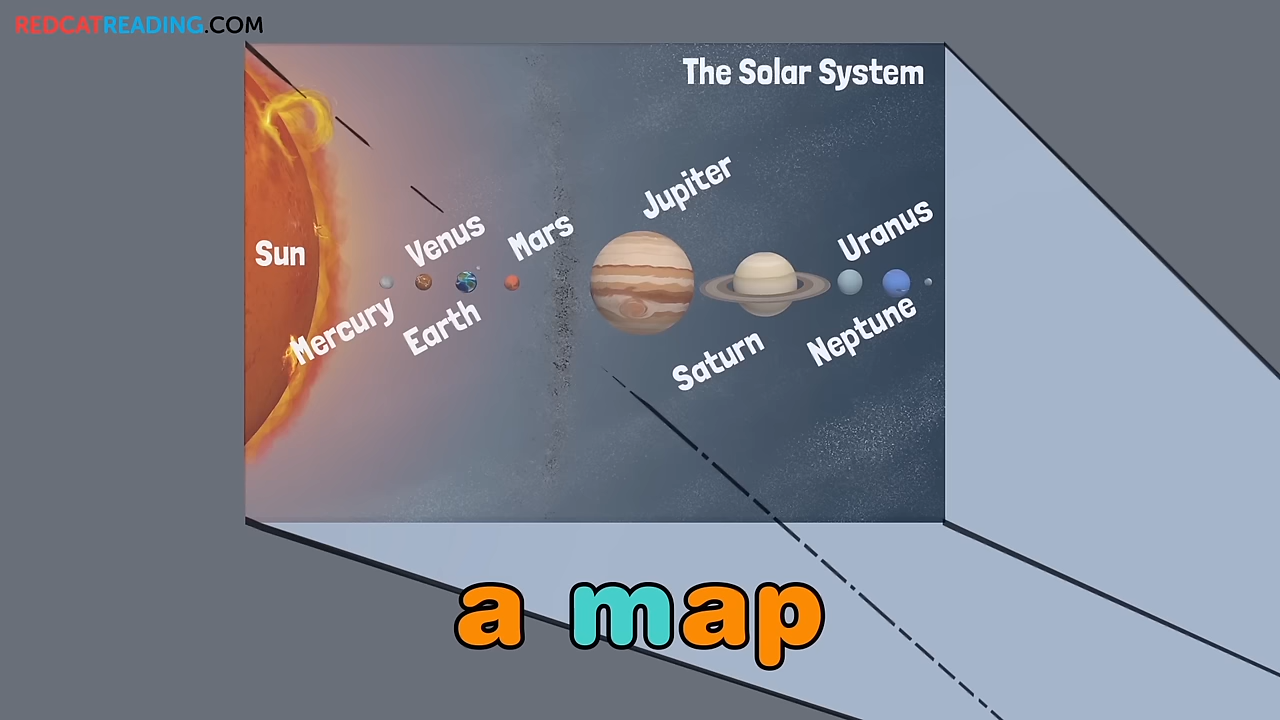 REDCATREADING.COM
The Solar System
Jupiter
Uranus
Venus
Mars
Sun
Mercury
Earth
Neptune
Saturn
a map